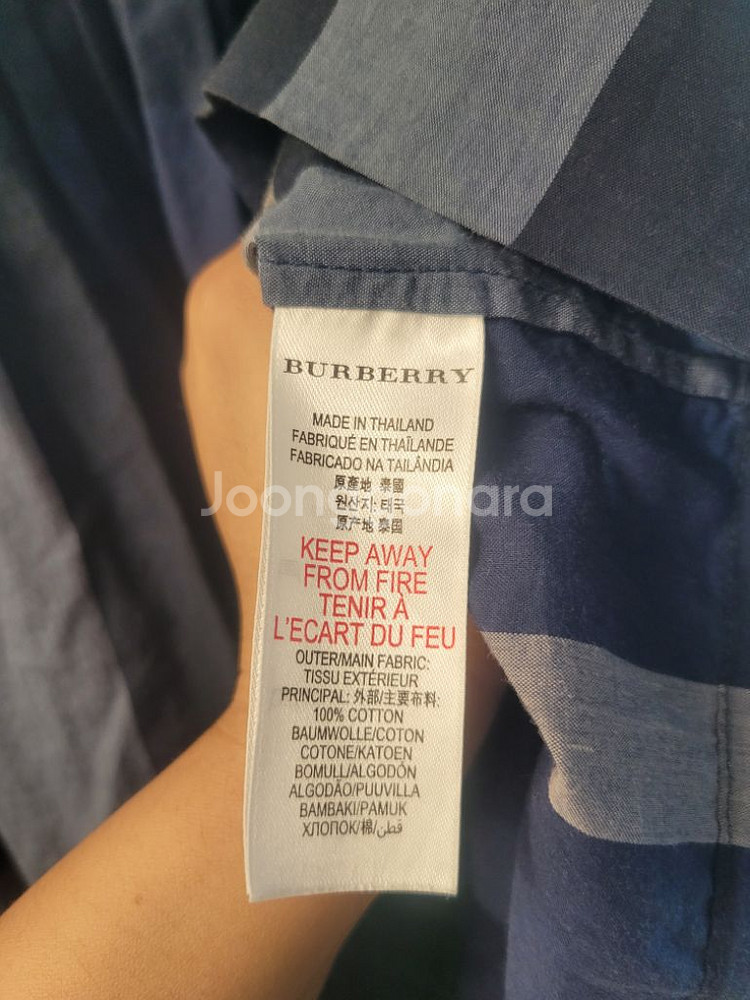 BURBERRY
MADE IN THAILAND
FABRIQUÉ EN THAÏLANDE
FABRICADO NA TAILÂNDIA
原產地 泰國
원산지: 태국
原产地 泰国
Joongonara
KEEP AWAY
FROM FIRE
TENIR À
L'ECART DU FEU
OUTER/MAIN FABRIC:
TISSU EXTÉRIEUR
PRINCIPAL: 外部/主要布料:
100% COTTON
BAUMWOLLE/COTON
COTONE/KATOEN
BOMULL/ALGODÓN
ALGODÃO/PUUVILLA
BAMBAKI/PAMUK
ХЛОПОК/棉/قطن